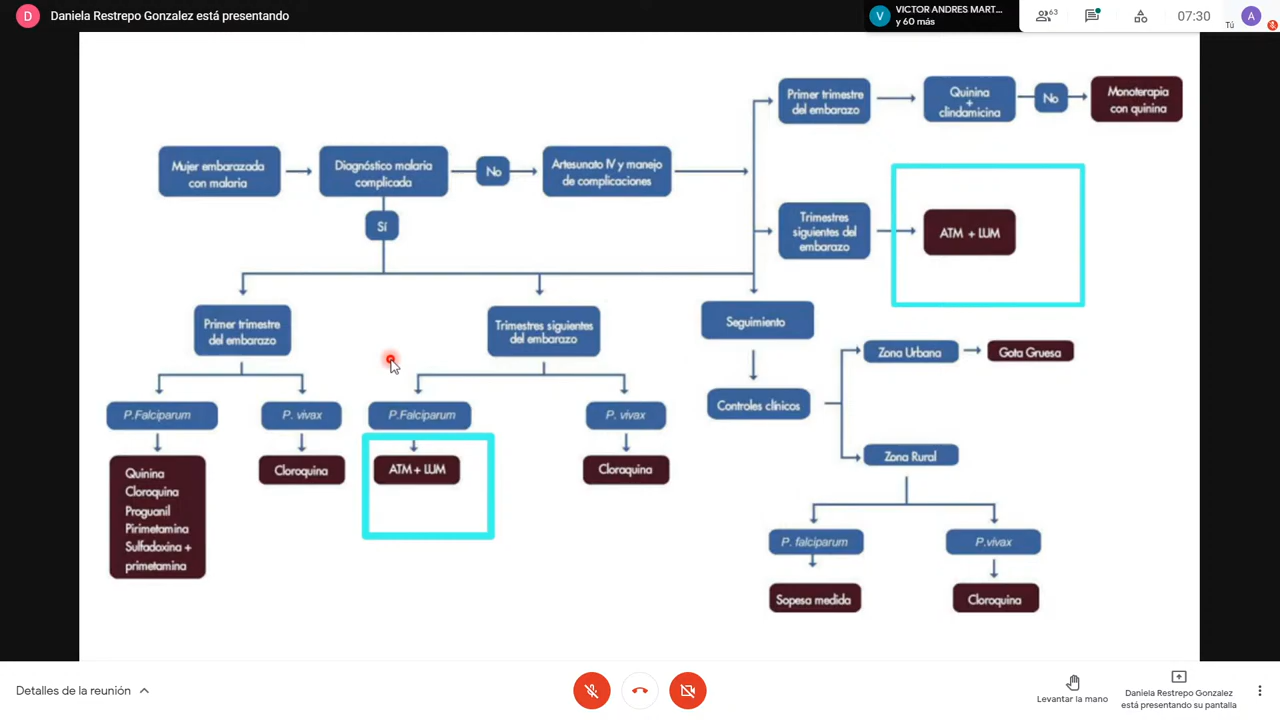 D
Daniela Restrepo Gonzalez está presentando
V
VICTOR ANDRES MART...
y 60 más
63
07:30
Tú
A
Mujer embarazada
con malaria
Diagnóstico malaria
complicada
No
Artesunato IV y manejo
de complicaciones
Primer trimestre
del embarazo
Quinina
+
clindamicina
No
Monoterapia
con quinina
Trimestres
siguientes del
embarazo
ATM + LUM
Sí
Primer trimestre
del embarazo
Trimestres siguientes
del embarazo
Seguimiento
P.Falciparum
P. vivax
P.Falciparum
P. vivax
Controles clínicos
Zona Urbana
Gota Gruesa
Quinina
Cloroquina
Proguanil
Pirimetamina
Sulfadoxina +
primetamina
Cloroquina
ATM + LUM
Cloraquina
Zona Rural
P. falciparum
P.vivax
Sopesa medida
Cloroquina
Detalles de la reunión
Levantar la mano
Daniela Restrepo Gonzalez
está presentando su pantalla